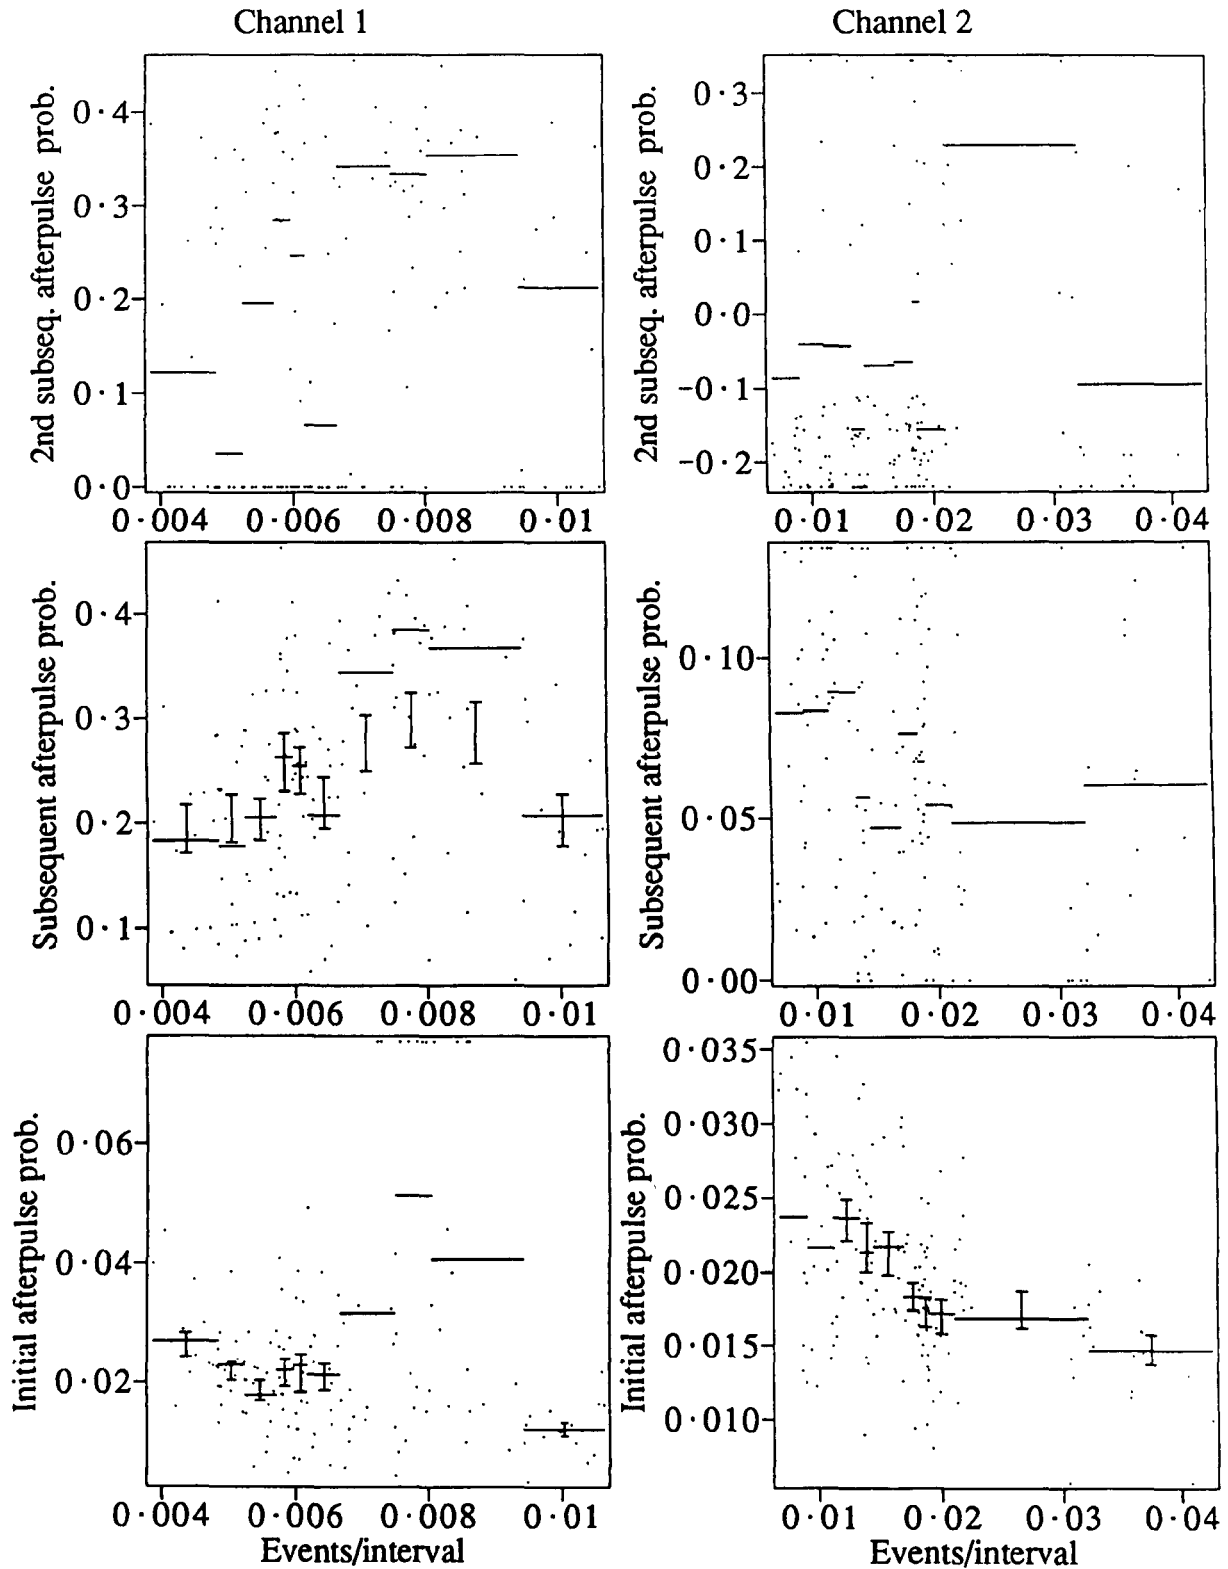 Channel 1
Channel 2
2nd subseq. afterpulse prob.
0·4
0·3
0·2
0·1
0·0
0·004 0·006 0·008 0·01
2nd subseq. afterpulse prob.
0·3
0·2
0·1
0·0
−0·1
−0·2
0·01 0·02 0·03 0·04
Subsequent afterpulse prob.
0·4
0·3
0·2
0·1
0·004 0·006 0·008 0·01
Subsequent afterpulse prob.
0·10
0·05
0·00
0·01 0·02 0·03 0·04
Initial afterpulse prob.
0·06
0·04
0·02
0·004 0·006 0·008 0·01
Events/interval
Initial afterpulse prob.
0·035
0·030
0·025
0·020
0·015
0·010
0·01 0·02 0·03 0·04
Events/interval